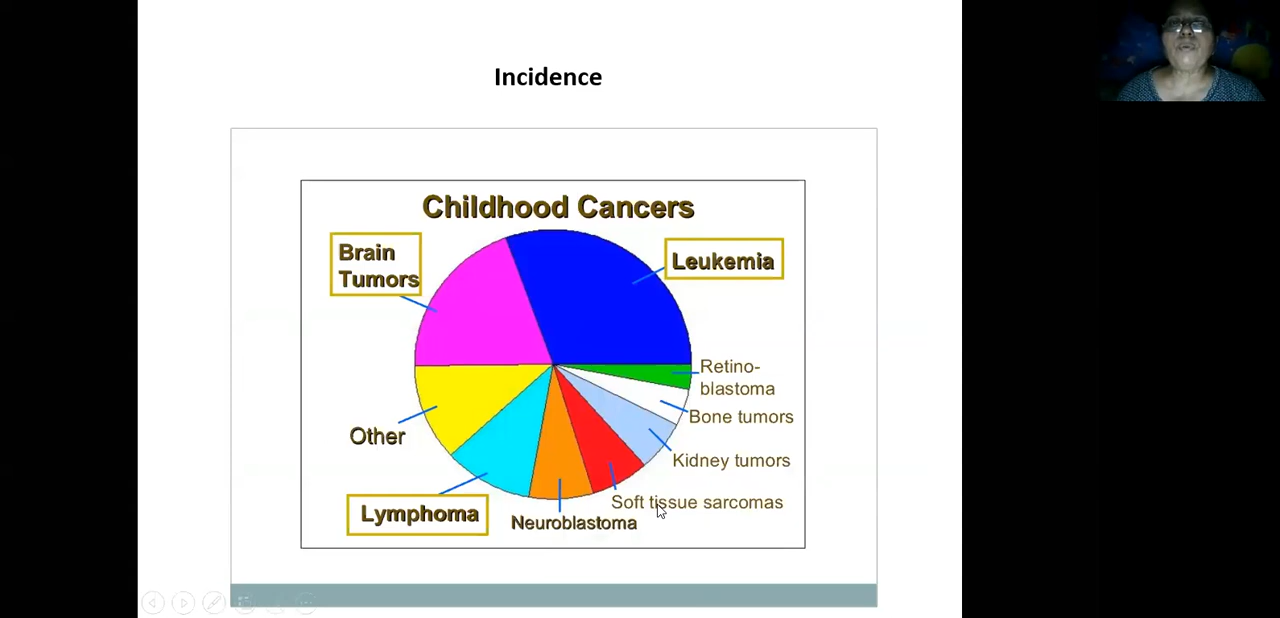 Incidence
Childhood Cancers
Brain
Tumors
Leukemia
Retino-
blastoma
Bone tumors
Other
Kidney tumors
Soft tissue sarcomas
Lymphoma
Neuroblastoma